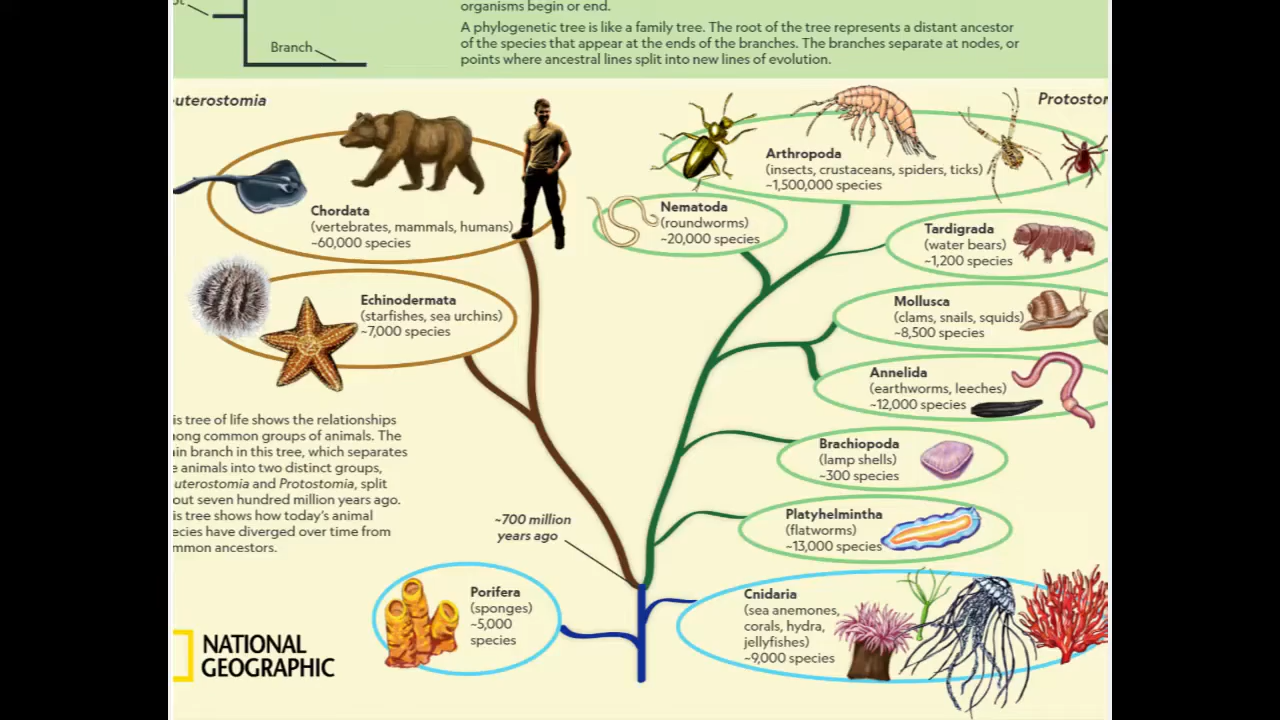 organisms begin or end.
A phylogenetic tree is like a family tree. The root of the tree represents a distant ancestor
of the species that appear at the ends of the branches. The branches separate at nodes, or
points where ancestral lines split into new lines of evolution.
Branch
uterostomia
Protostor
Chordata
(vertebrates, mammals, humans)
~60,000 species
Echinodermata
(starfishes, sea urchins)
~7,000 species
Arthropoda
(insects, crustaceans, spiders, ticks)
~1,500,000 species
Nematoda
(roundworms)
~20,000 species
Tardigrada
(water bears)
~1,200 species
Mollusca
(clams, snails, squids)
~8,500 species
Annelida
(earthworms, leeches)
~12,000 species
Brachiopoda
(lamp shells)
~300 species
Platyhelmintha
(flatworms)
~13,000 species
is tree of life shows the relationships
ong common groups of animals. The
in branch in this tree, which separates
e animals into two distinct groups,
uterostomia and Protostomia, split
out seven hundred million years ago.
is tree shows how today's animal
ecies have diverged over time from
mmon ancestors.
~700 million
years ago
Porifera
(sponges)
~5,000
species
Cnidaria
(sea anemones,
corals, hydra,
jellyfishes)
~9,000 species
NATIONAL
GEOGRAPHIC